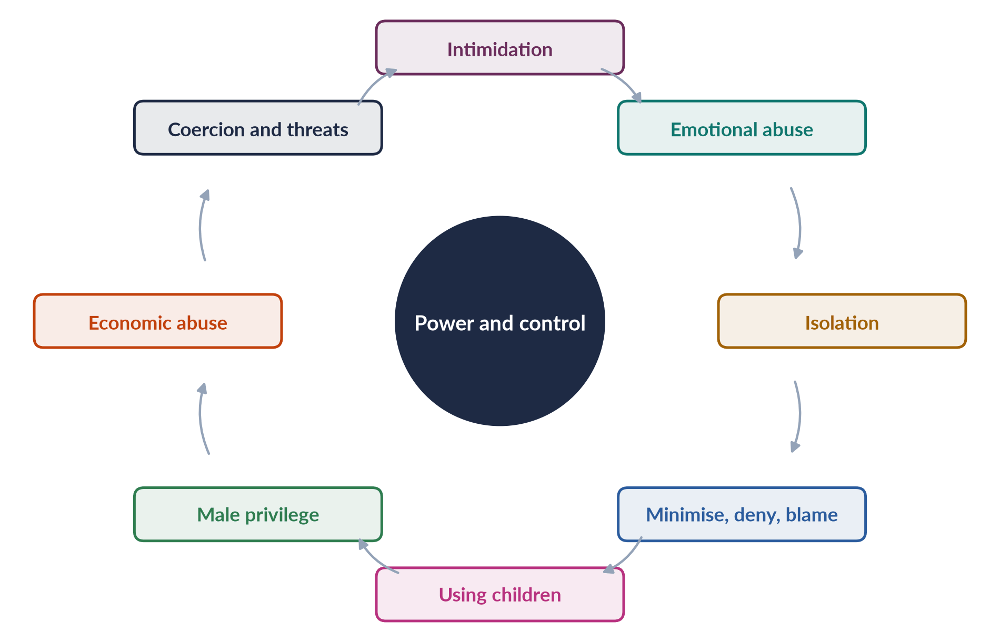 Intimidation
Coercion and threats
Emotional abuse
Economic abuse
Power and control
Isolation
Male privilege
Minimise, deny, blame
Using children